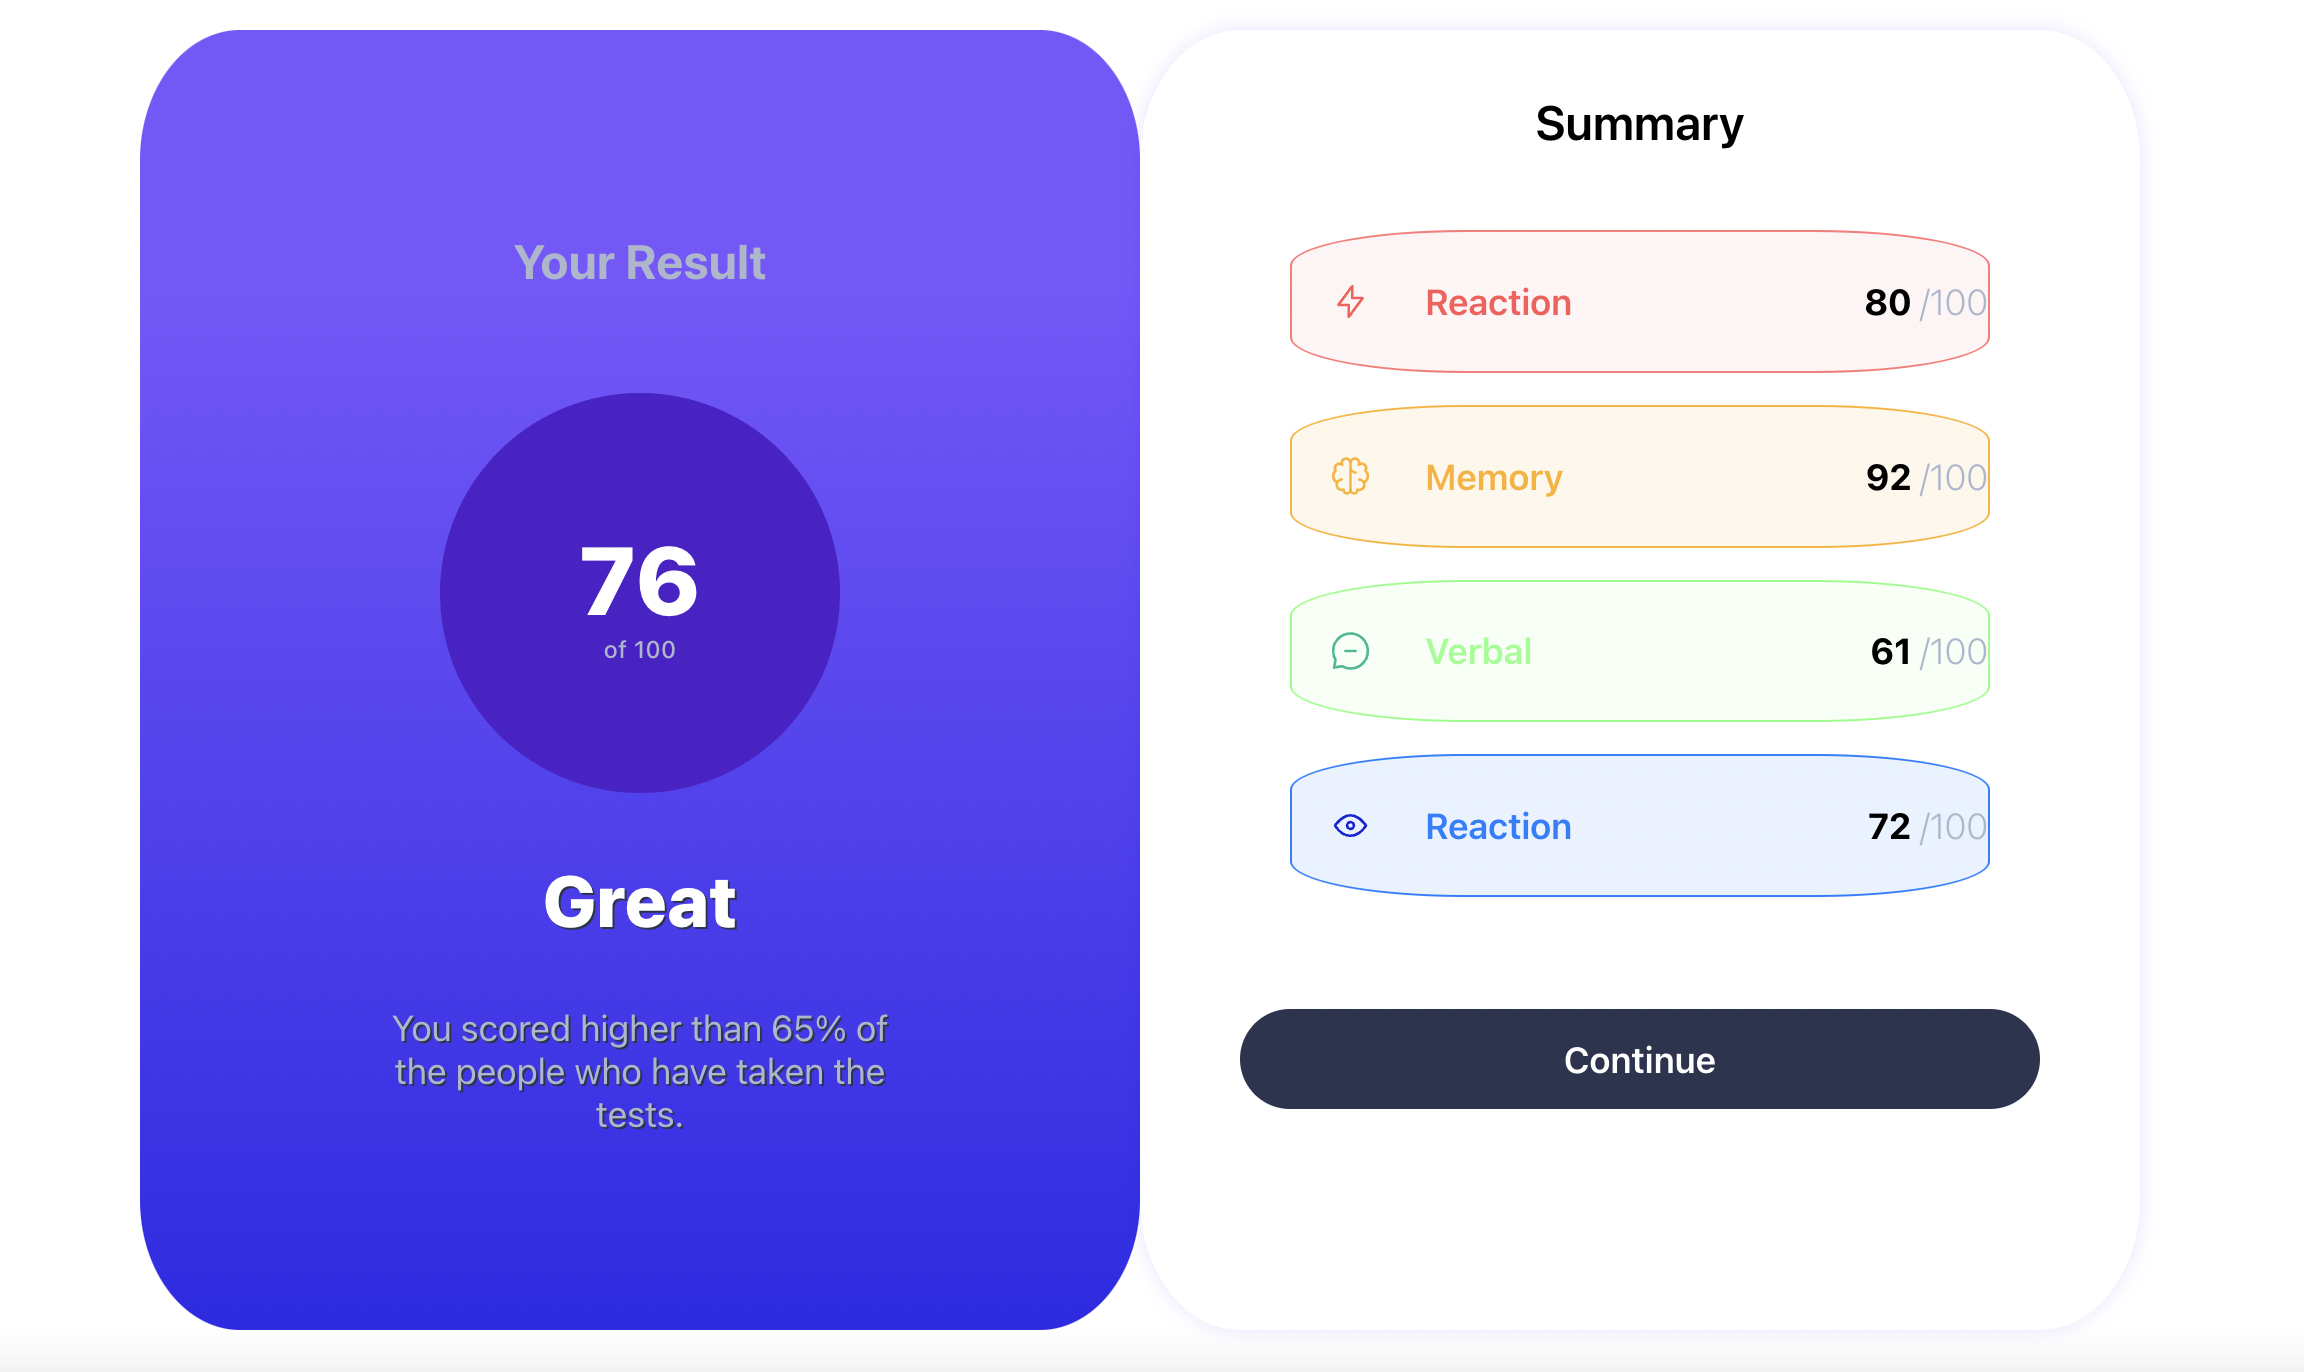 Your Result
76
of 100
Great
You scored higher than 65% of
the people who have taken the
tests.
Summary
Reaction 80 /100
Memory 92 /100
Verbal 61 /100
Reaction 72 /100
Continue